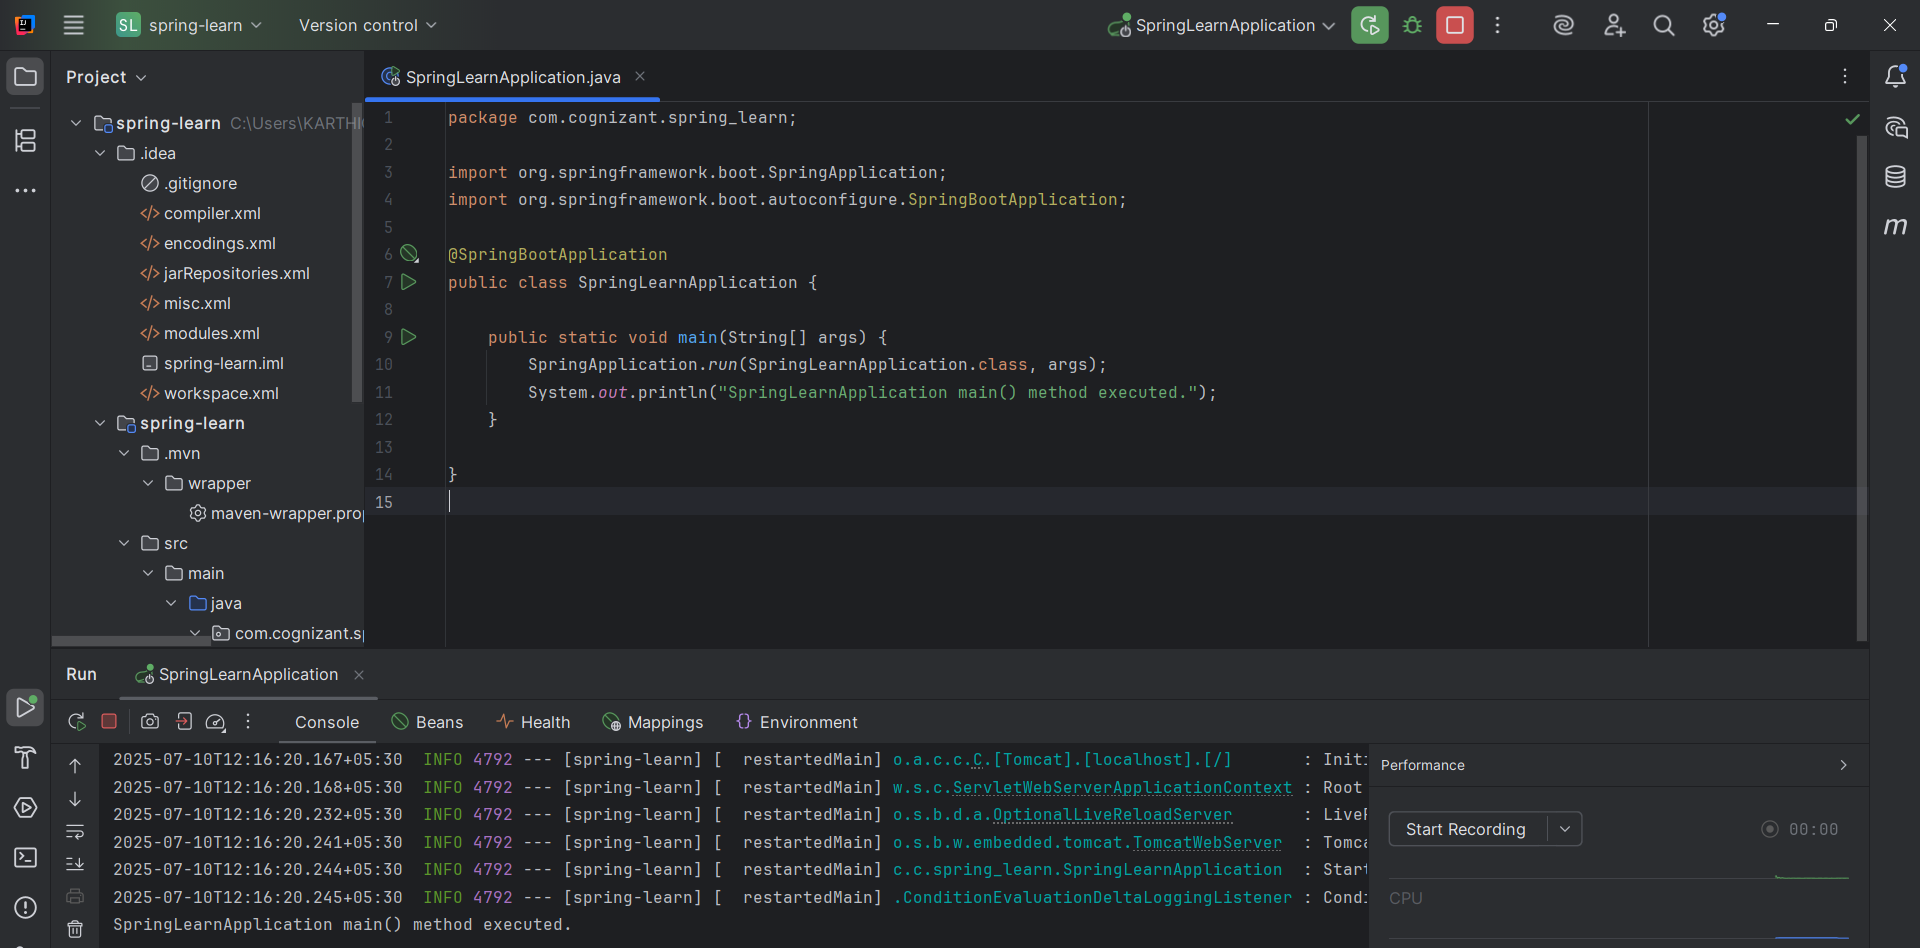 SL spring-learn Version control SpringLearnApplication
Project
SpringLearnApplication.java
spring-learn C:\Users\KARTHI
.idea
.gitignore
compiler.xml
encodings.xml
jarRepositories.xml
misc.xml
modules.xml
spring-learn.iml
workspace.xml
spring-learn
.mvn
wrapper
maven-wrapper.pro
src
main
java
com.cognizant.s
1 package com.cognizant.spring_learn;
2
3 import org.springframework.boot.SpringApplication;
4 import org.springframework.boot.autoconfigure.SpringBootApplication;
5
6 @SpringBootApplication
7 public class SpringLearnApplication {
8
9 public static void main(String[] args) {
10 SpringApplication.run(SpringLearnApplication.class, args);
11 System.out.println("SpringLearnApplication main() method executed.");
12 }
13
14 }
15
m
Run SpringLearnApplication
Console Beans Health Mappings Environment
2025-07-10T12:16:20.167+05:30 INFO 4792 --- [spring-learn] [ restartedMain] o.a.c.c.C.[Tomcat].[localhost].[/] : Initi
2025-07-10T12:16:20.168+05:30 INFO 4792 --- [spring-learn] [ restartedMain] w.s.c.ServletWebServerApplicationContext : Root
2025-07-10T12:16:20.232+05:30 INFO 4792 --- [spring-learn] [ restartedMain] o.s.b.d.a.OptionalLiveReloadServer : LiveR
2025-07-10T12:16:20.241+05:30 INFO 4792 --- [spring-learn] [ restartedMain] o.s.b.w.embedded.tomcat.TomcatWebServer : Tomca
2025-07-10T12:16:20.244+05:30 INFO 4792 --- [spring-learn] [ restartedMain] c.c.spring_learn.SpringLearnApplication : Start
2025-07-10T12:16:20.245+05:30 INFO 4792 --- [spring-learn] [ restartedMain] .ConditionEvaluationDeltaLoggingListener : Condi
SpringLearnApplication main() method executed.
Performance
Start Recording 00:00
CPU